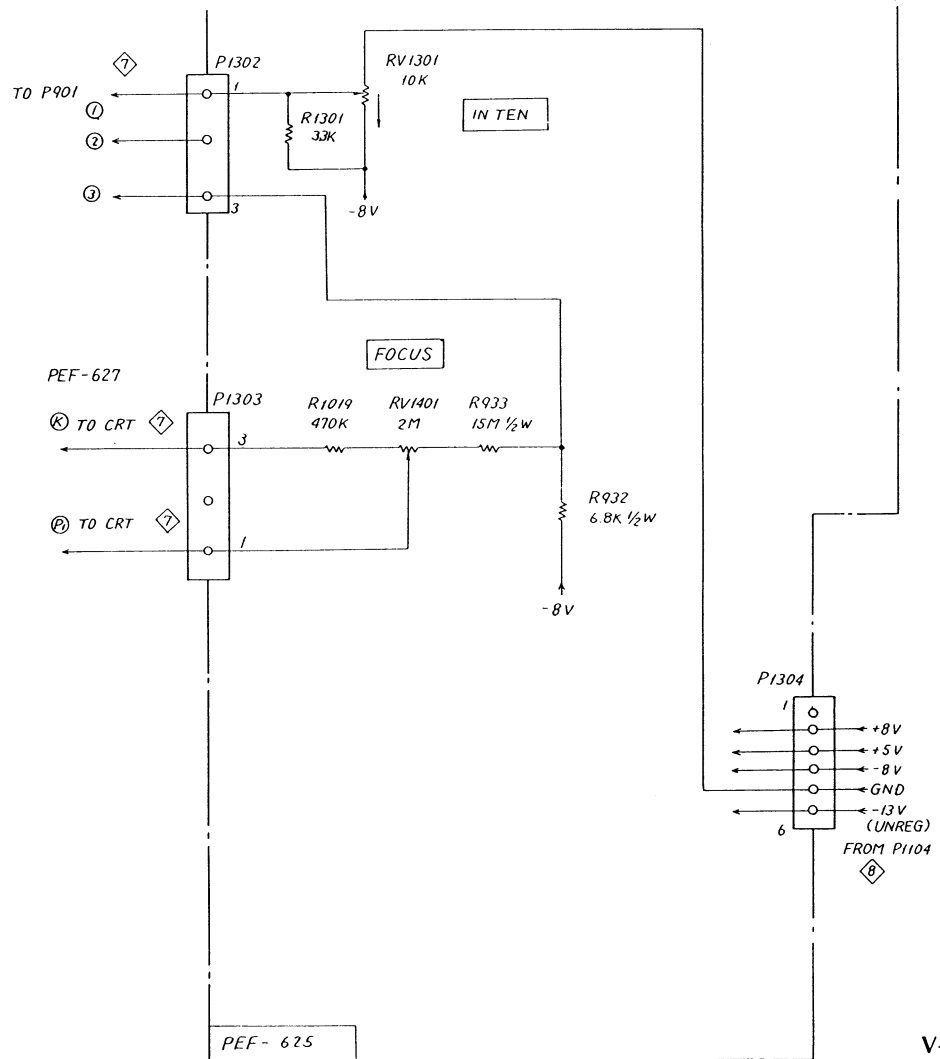 7
P1302
TO P901
1
1
2
3
3
RV1301
10K
R1301
33K
INTEN
-8V
FOCUS
PEF-627
P1303
K TO CRT 7
3
R1019
470K
RV1401
2M
R933
15M 1/2W
P1 TO CRT 7
1
R932
6.8K 1/2W
-8V
P1304
1
+8V
+5V
-8V
GND
-13V
(UNREG)
6
FROM P1104
8
PEF-625